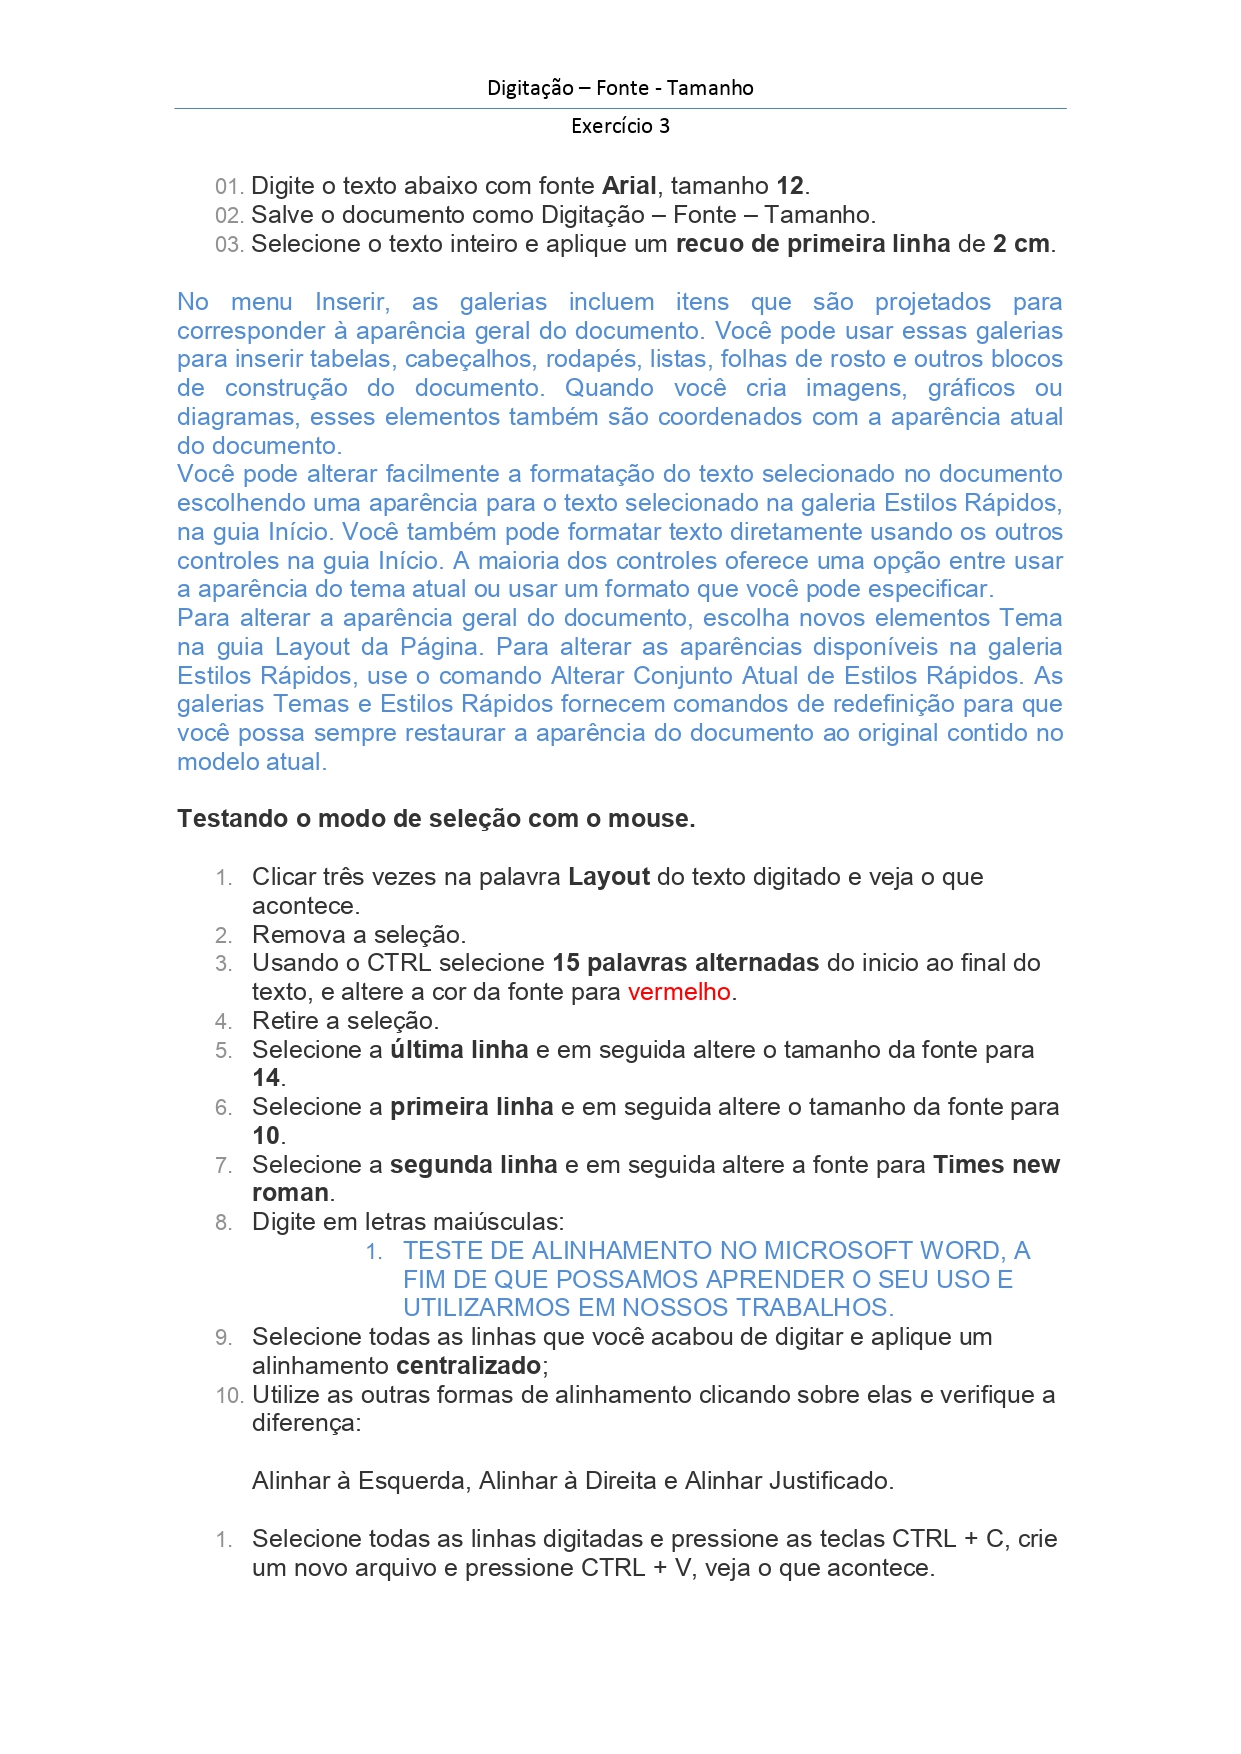 Digitação – Fonte - Tamanho
Exercício 3
01. Digite o texto abaixo com fonte Arial, tamanho 12.
02. Salve o documento como Digitação – Fonte – Tamanho.
03. Selecione o texto inteiro e aplique um recuo de primeira linha de 2 cm.
No menu Inserir, as galerias incluem itens que são projetados para
corresponder à aparência geral do documento. Você pode usar essas galerias
para inserir tabelas, cabeçalhos, rodapés, listas, folhas de rosto e outros blocos
de construção do documento. Quando você cria imagens, gráficos ou
diagramas, esses elementos também são coordenados com a aparência atual
do documento.
Você pode alterar facilmente a formatação do texto selecionado no documento
escolhendo uma aparência para o texto selecionado na galeria Estilos Rápidos,
na guia Início. Você também pode formatar texto diretamente usando os outros
controles na guia Início. A maioria dos controles oferece uma opção entre usar
a aparência do tema atual ou usar um formato que você pode especificar.
Para alterar a aparência geral do documento, escolha novos elementos Tema
na guia Layout da Página. Para alterar as aparências disponíveis na galeria
Estilos Rápidos, use o comando Alterar Conjunto Atual de Estilos Rápidos. As
galerias Temas e Estilos Rápidos fornecem comandos de redefinição para que
você possa sempre restaurar a aparência do documento ao original contido no
modelo atual.
Testando o modo de seleção com o mouse.
1. Clicar três vezes na palavra Layout do texto digitado e veja o que
acontece.
2. Remova a seleção.
3. Usando o CTRL selecione 15 palavras alternadas do inicio ao final do
texto, e altere a cor da fonte para vermelho.
4. Retire a seleção.
5. Selecione a última linha e em seguida altere o tamanho da fonte para
14.
6. Selecione a primeira linha e em seguida altere o tamanho da fonte para
10.
7. Selecione a segunda linha e em seguida altere a fonte para Times new
roman.
8. Digite em letras maiúsculas:
1. TESTE DE ALINHAMENTO NO MICROSOFT WORD, A
FIM DE QUE POSSAMOS APRENDER O SEU USO E
UTILIZARMOS EM NOSSOS TRABALHOS.
9. Selecione todas as linhas que você acabou de digitar e aplique um
alinhamento centralizado;
10. Utilize as outras formas de alinhamento clicando sobre elas e verifique a
diferença:
Alinhar à Esquerda, Alinhar à Direita e Alinhar Justificado.
1. Selecione todas as linhas digitadas e pressione as teclas CTRL + C, crie
um novo arquivo e pressione CTRL + V, veja o que acontece.